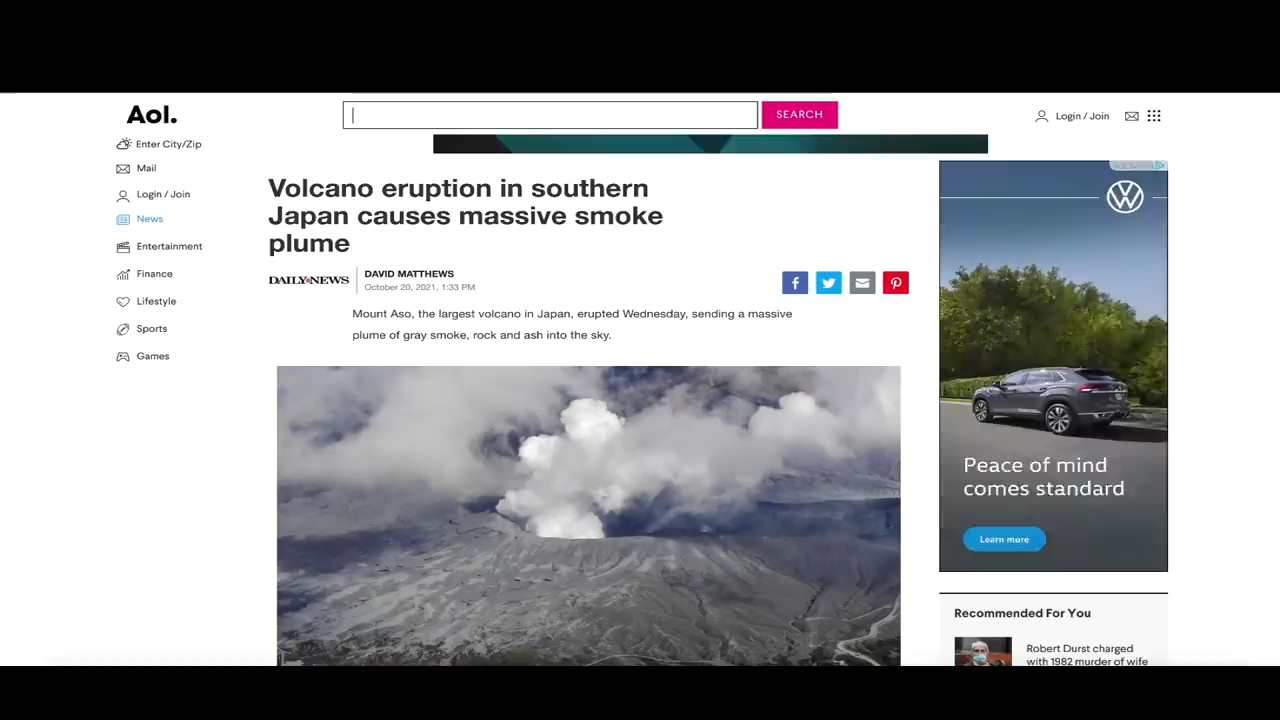 Aol.
SEARCH
Login / Join
Enter City/Zip
Mail
Login / Join
News
Entertainment
Finance
Lifestyle
Sports
Games
Volcano eruption in southern
Japan causes massive smoke
plume
DAILY NEWS
DAVID MATTHEWS
October 20, 2021, 1:33 PM
Mount Aso, the largest volcano in Japan, erupted Wednesday, sending a massive
plume of gray smoke, rock and ash into the sky.
Peace of mind
comes standard
Learn more
Recommended For You
Robert Durst charged
with 1982 murder of wife